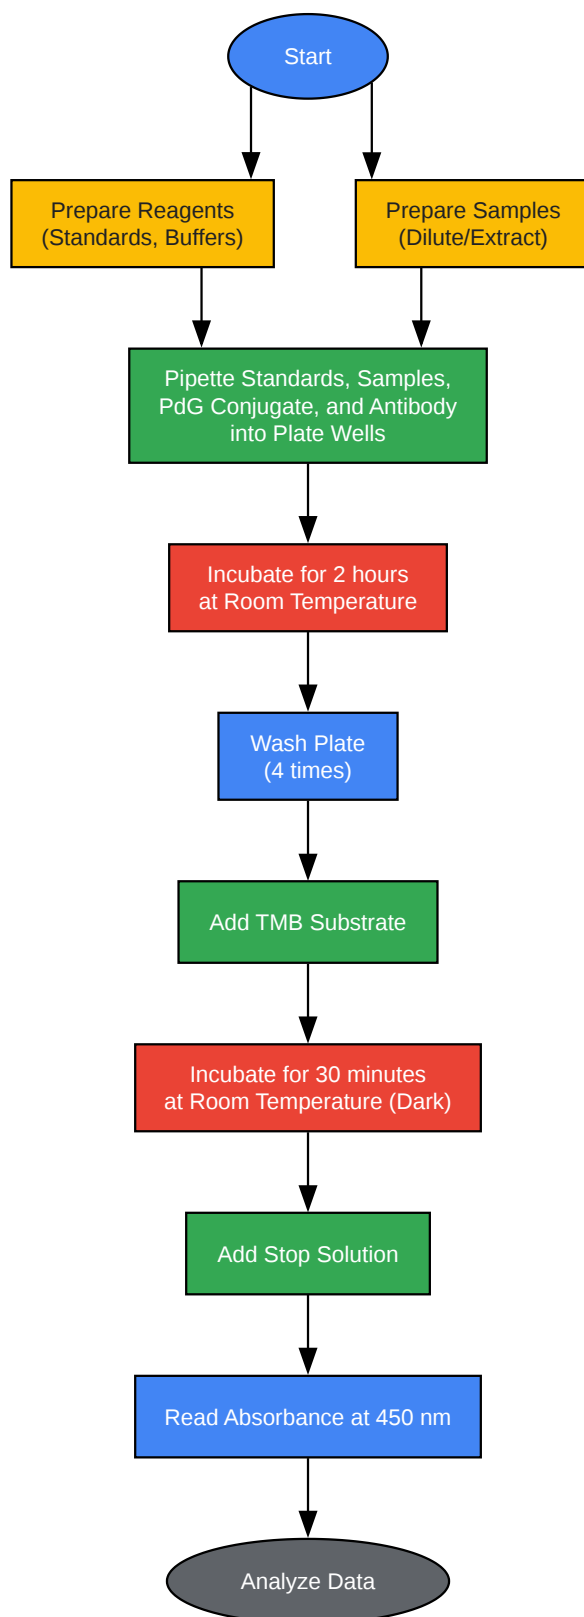 Start
Prepare Reagents
(Standards, Buffers)
Prepare Samples
(Dilute/Extract)
Pipette Standards, Samples,
PdG Conjugate, and Antibody
into Plate Wells
Incubate for 2 hours
at Room Temperature
Wash Plate
(4 times)
Add TMB Substrate
Incubate for 30 minutes
at Room Temperature (Dark)
Add Stop Solution
Read Absorbance at 450 nm
Analyze Data